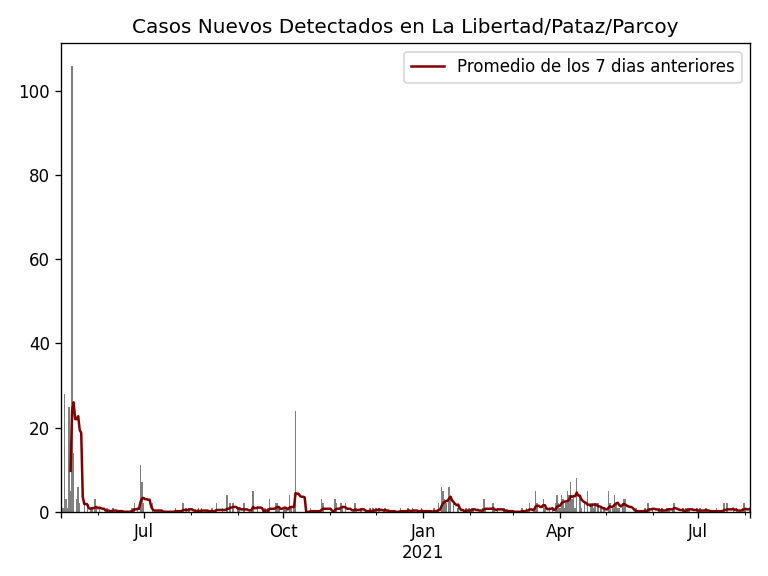 Casos Nuevos Detectados en La Libertad/Pataz/Parcoy
Promedio de los 7 dias anteriores
100
80
60
40
20
0
Jul
Oct
Jan
2021
Apr
Jul